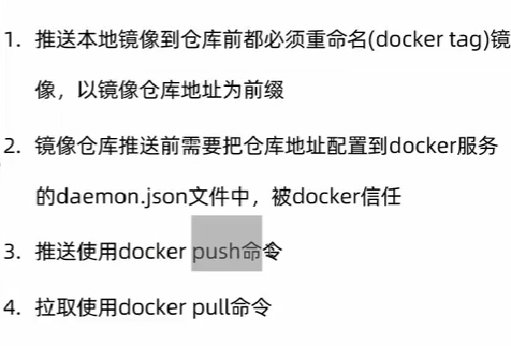 1. 推送本地镜像到仓库前都必须重命名(docker tag)镜
像，以镜像仓库地址为前缀
2. 镜像仓库推送前需要把仓库地址配置到docker服务
的daemon.json文件中，被docker信任
3. 推送使用docker push命令
4. 拉取使用docker pull命令